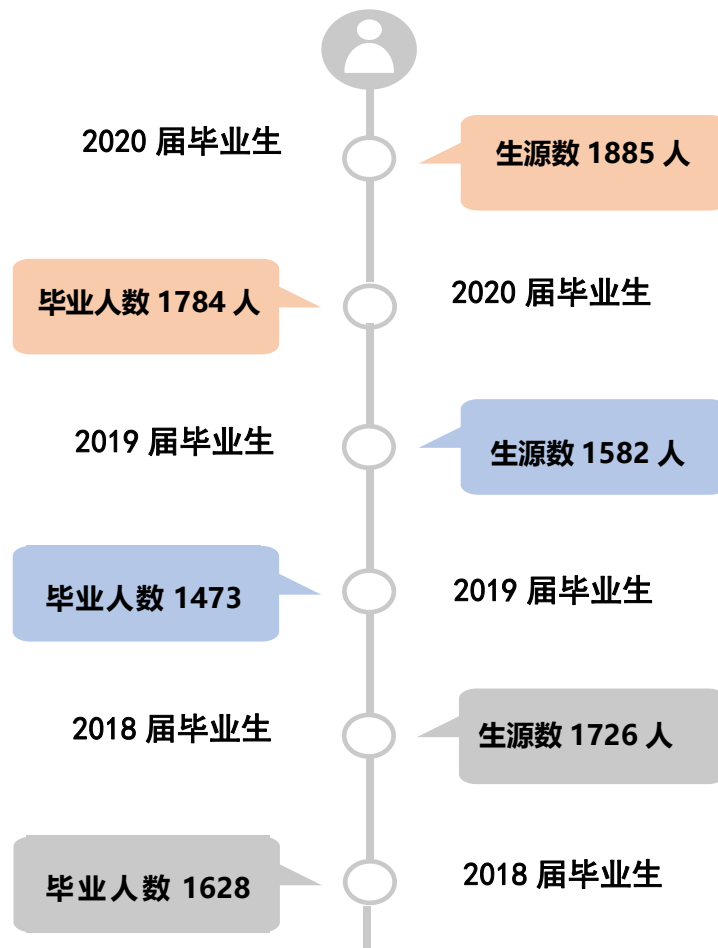 2020 届毕业生
生源数 1885 人
毕业人数 1784 人
2020 届毕业生
2019 届毕业生
生源数 1582 人
毕业人数 1473
2019 届毕业生
2018 届毕业生
生源数 1726 人
毕业人数 1628
2018 届毕业生